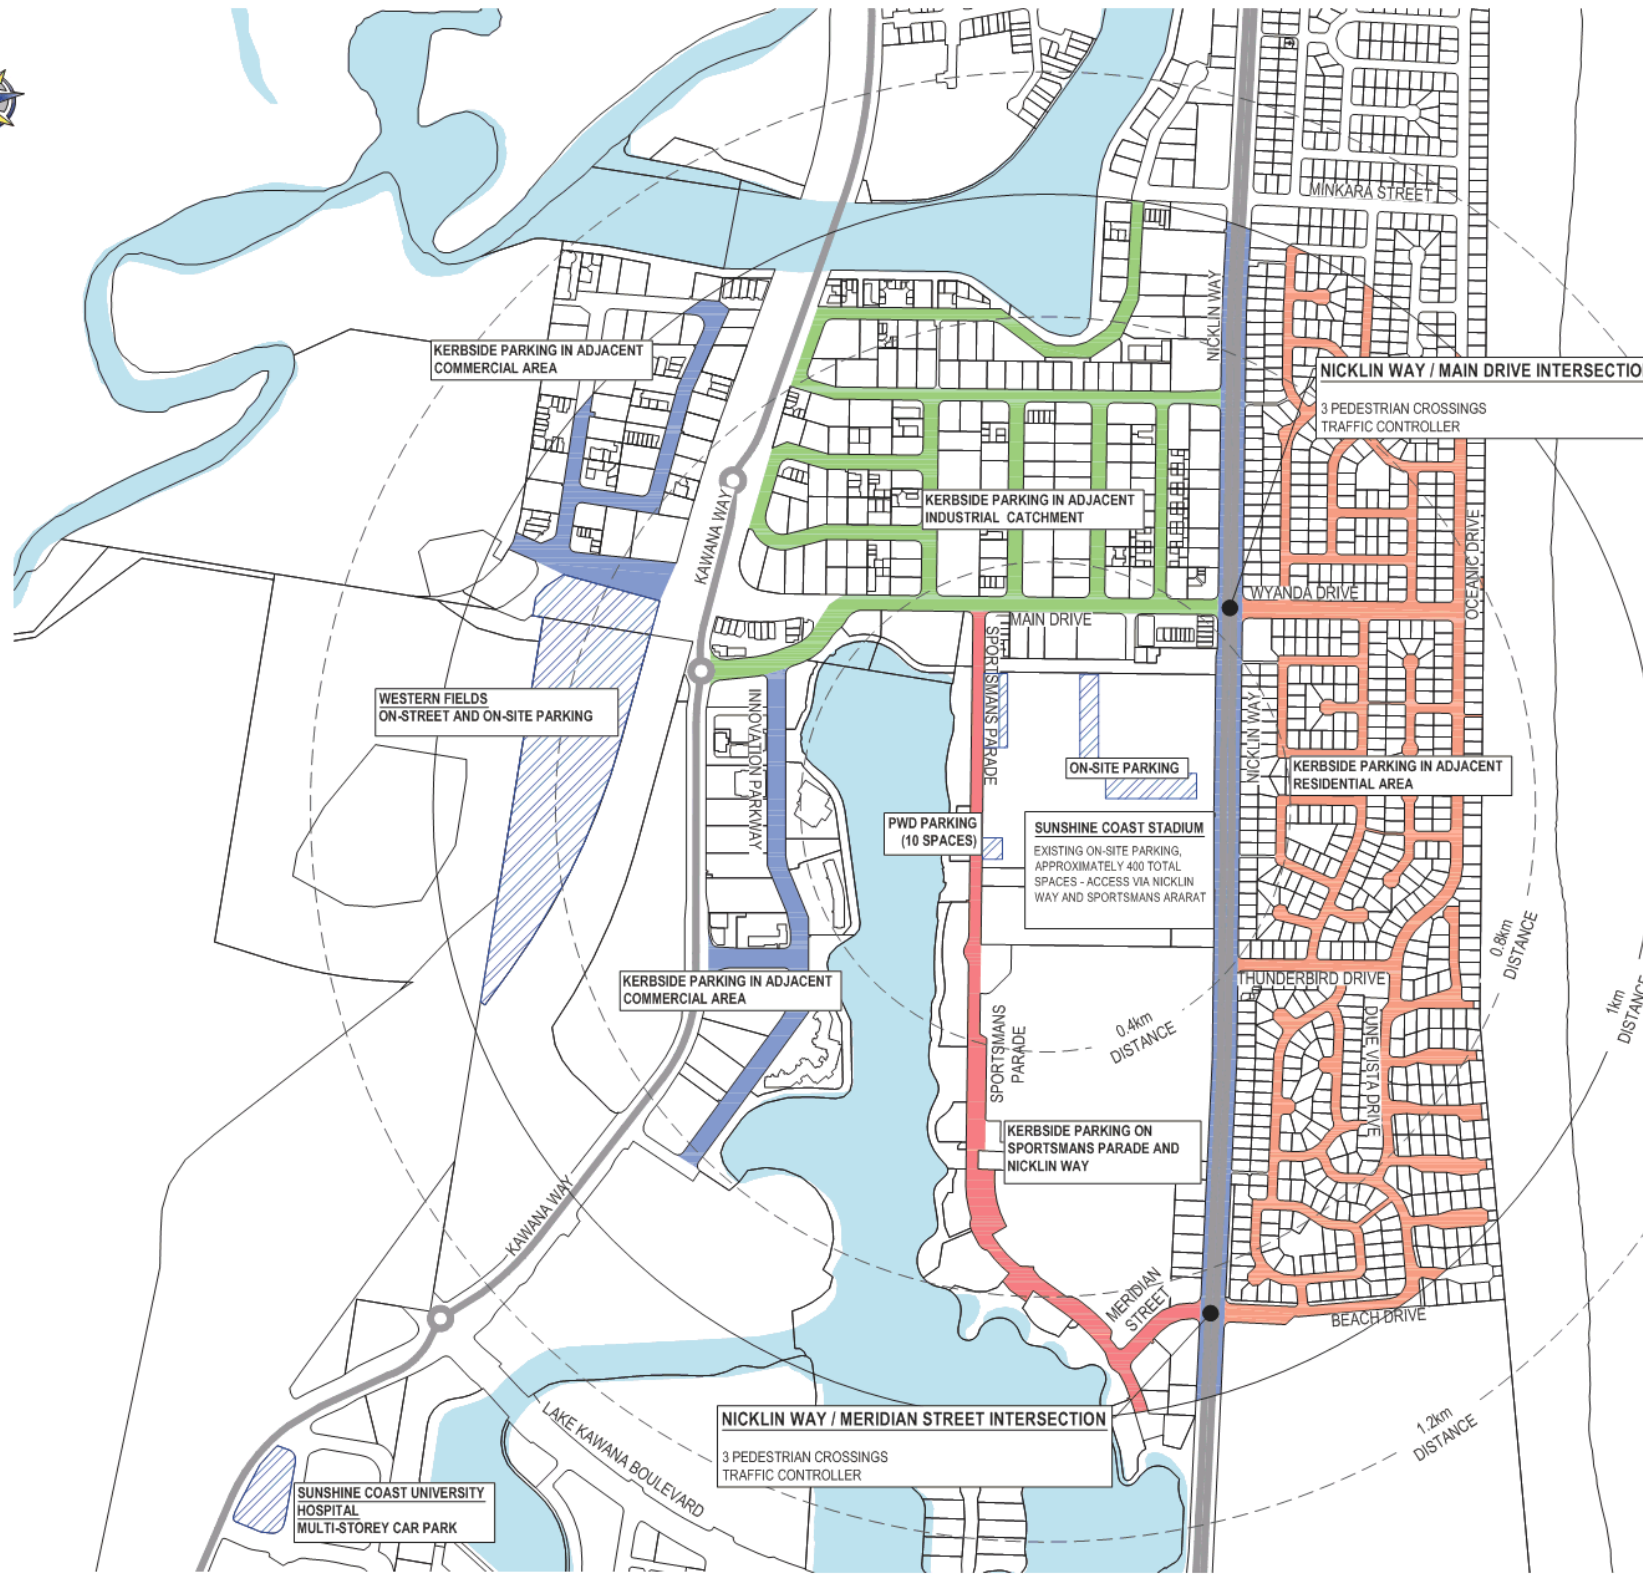 MINKARA STREET
NICKLIN WAY
KERBSIDE PARKING IN ADJACENT
COMMERCIAL AREA
NICKLIN WAY / MAIN DRIVE INTERSECTIO
3 PEDESTRIAN CROSSINGS
TRAFFIC CONTROLLER
KAWANA WAY
KERBSIDE PARKING IN ADJACENT
INDUSTRIAL CATCHMENT
OCEANIC DRIVE
WYANDA DRIVE
MAIN DRIVE
SPORTSMANS PARADE
WESTERN FIELDS
ON-STREET AND ON-SITE PARKING
INNOVATION PARKWAY
NICKLIN WAY
ON-SITE PARKING
KERBSIDE PARKING IN ADJACENT
RESIDENTIAL AREA
PWD PARKING
(10 SPACES)
SUNSHINE COAST STADIUM
EXISTING ON-SITE PARKING,
APPROXIMATELY 400 TOTAL
SPACES - ACCESS VIA NICKLIN
WAY AND SPORTSMANS ARARAT
0.8km
DISTANCE
KERBSIDE PARKING IN ADJACENT
COMMERCIAL AREA
THUNDERBIRD DRIVE
1km
DISTANCE
0.4km
DISTANCE
SPORTSMANS
PARADE
DUNE VISTA DRIVE
KERBSIDE PARKING ON
SPORTSMANS PARADE AND
NICKLIN WAY
KAWANA WAY
MERIDIAN
STREET
BEACH DRIVE
NICKLIN WAY / MERIDIAN STREET INTERSECTION
3 PEDESTRIAN CROSSINGS
TRAFFIC CONTROLLER
1.2km
DISTANCE
LAKE KAWANA BOULEVARD
SUNSHINE COAST UNIVERSITY
HOSPITAL
MULTI-STOREY CAR PARK